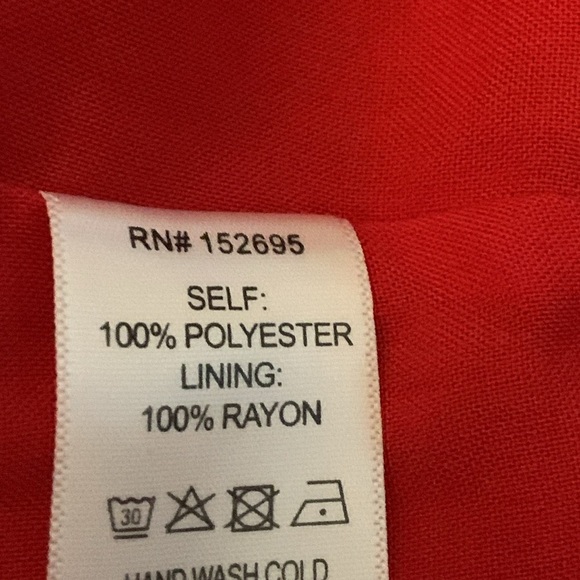 RN# 152695
SELF:
100% POLYESTER
LINING:
100% RAYON
30
HAND WASH COLD